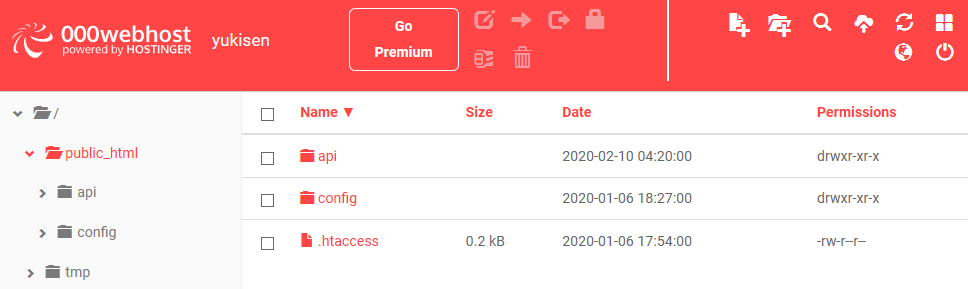 000webhost
powered by HOSTINGER
yukisen
Go
Premium
/
public_html
api
config
tmp
Name ▼ Size Date Permissions
api 2020-02-10 04:20:00 drwxr-xr-x
config 2020-01-06 18:27:00 drwxr-xr-x
.htaccess 0.2 kB 2020-01-06 17:54:00 -rw-r--r--